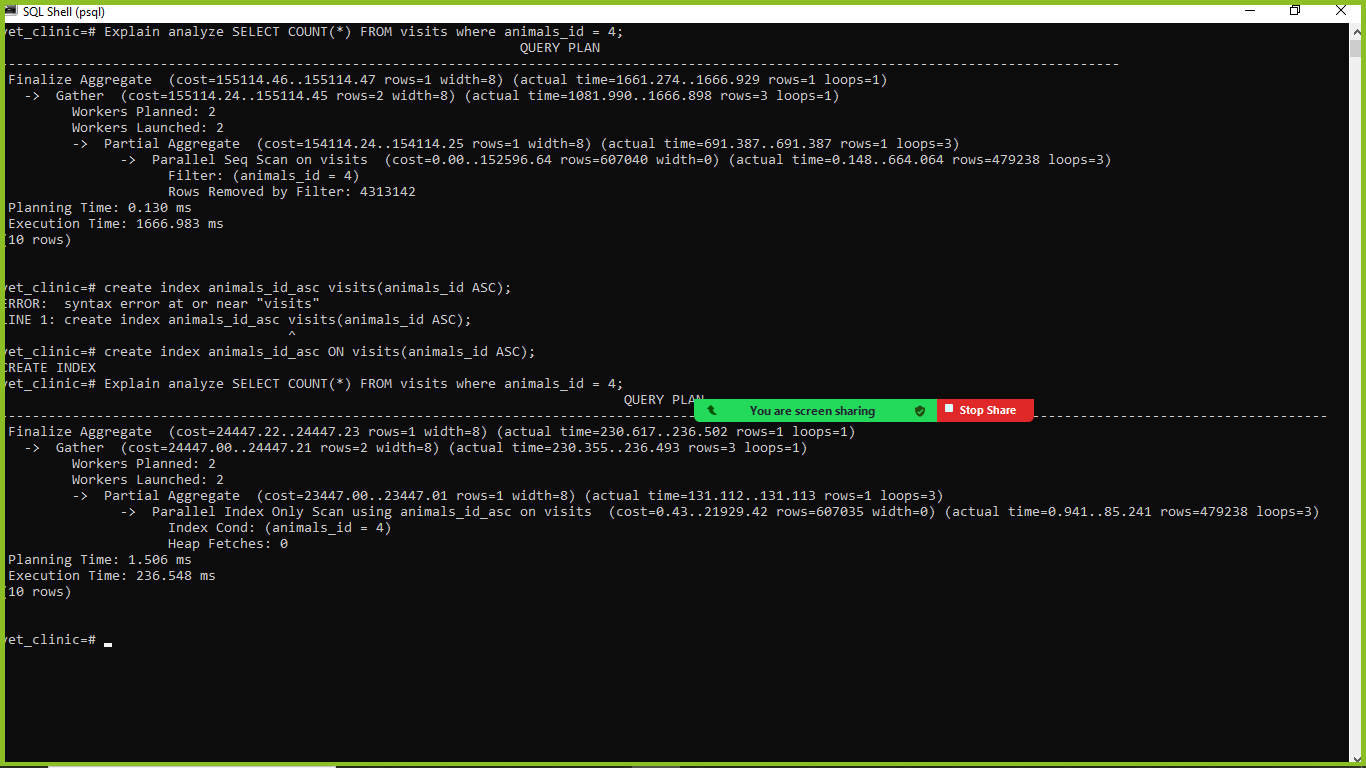 SQL Shell (psql)
vet_clinic=# Explain analyze SELECT COUNT(*) FROM visits where animals_id = 4;
QUERY PLAN
-------------------------------------------------------------------------------------------------------------------------------------------
Finalize Aggregate  (cost=155114.46..155114.47 rows=1 width=8) (actual time=1661.274..1666.929 rows=1 loops=1)
->  Gather  (cost=155114.24..155114.45 rows=2 width=8) (actual time=1081.990..1666.898 rows=3 loops=1)
Workers Planned: 2
Workers Launched: 2
->  Partial Aggregate  (cost=154114.24..154114.25 rows=1 width=8) (actual time=691.387..691.387 rows=1 loops=3)
->  Parallel Seq Scan on visits  (cost=0.00..152596.64 rows=607040 width=0) (actual time=0.148..664.064 rows=479238 loops=3)
Filter: (animals_id = 4)
Rows Removed by Filter: 4313142
Planning Time: 0.130 ms
Execution Time: 1666.983 ms
(10 rows)
vet_clinic=# create index animals_id_asc visits(animals_id ASC);
ERROR:  syntax error at or near "visits"
LINE 1: create index animals_id_asc visits(animals_id ASC);
^
vet_clinic=# create index animals_id_asc ON visits(animals_id ASC);
CREATE INDEX
vet_clinic=# Explain analyze SELECT COUNT(*) FROM visits where animals_id = 4;
QUERY PLAN
You are screen sharing
Stop Share
---------------------------------------------------------------------------------------------------------------------------------------------------------------------
Finalize Aggregate  (cost=24447.22..24447.23 rows=1 width=8) (actual time=230.617..236.502 rows=1 loops=1)
->  Gather  (cost=24447.00..24447.21 rows=2 width=8) (actual time=230.355..236.493 rows=3 loops=1)
Workers Planned: 2
Workers Launched: 2
->  Partial Aggregate  (cost=23447.00..23447.01 rows=1 width=8) (actual time=131.112..131.113 rows=1 loops=3)
->  Parallel Index Only Scan using animals_id_asc on visits  (cost=0.43..21929.42 rows=607035 width=0) (actual time=0.941..85.241 rows=479238 loops=3)
Index Cond: (animals_id = 4)
Heap Fetches: 0
Planning Time: 1.506 ms
Execution Time: 236.548 ms
(10 rows)
vet_clinic=#